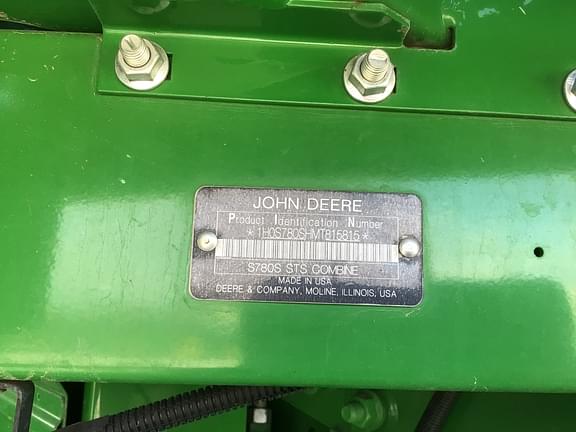 JOHN DEERE
Product Identification Number
*1H0S780SHMT815815*
S780S STS COMBINE
MADE IN USA
DEERE & COMPANY, MOLINE, ILLINOIS, USA